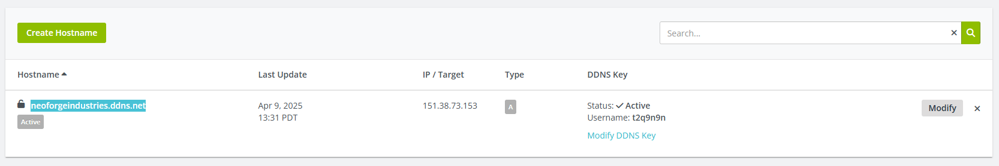 Create Hostname
Search...
Hostname Last Update IP / Target Type DDNS Key
neoforgeindustries.ddns.net Apr 9, 2025 151.38.73.153 A Status: Active Modify
Active 13:31 PDT Username: t2q9n9n
Modify DDNS Key